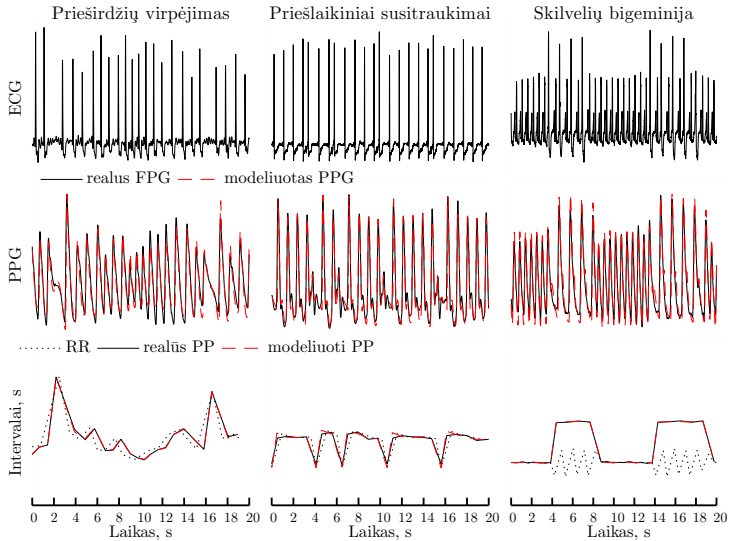 Prieširdžių virpėjimas
Priešlaikiniai susitraukimai
Skilvelių bigeminija
ECG
realus FPG
modeliuotas PPG
PPG
RR
realūs PP
modeliuoti PP
Intervalai, s
0 2 4 6 8 10 12 14 16 18 20
0 2 4 6 8 10 12 14 16 18 20
0 2 4 6 8 10 12 14 16 18 20
Laikas, s
Laikas, s
Laikas, s